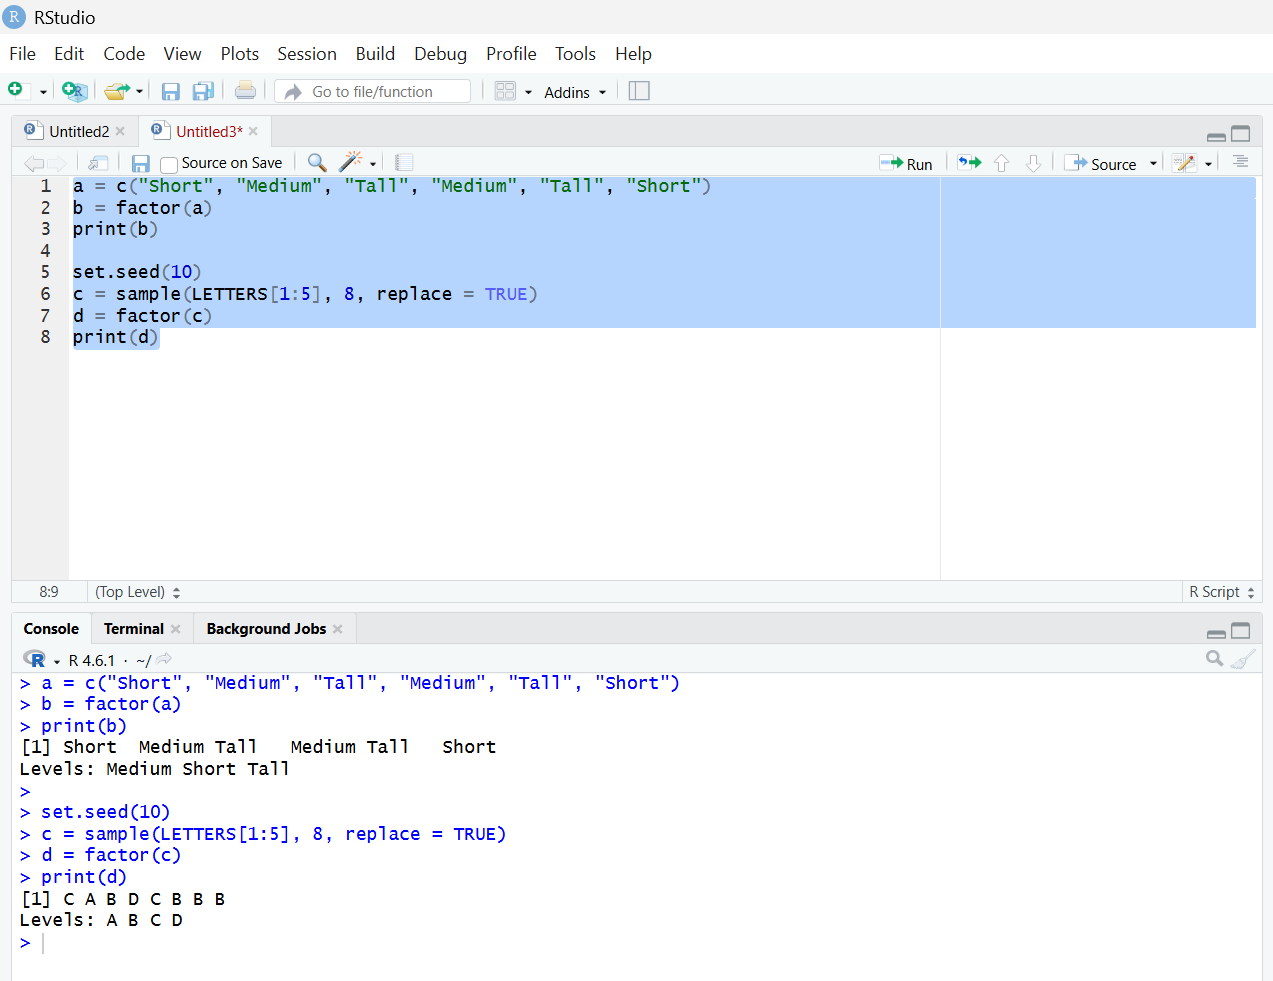 RStudio
File Edit Code View Plots Session Build Debug Profile Tools Help
Go to file/function Addins
Untitled2 Untitled3*
Source on Save Run Source
1 a = c("Short", "Medium", "Tall", "Medium", "Tall", "Short")
2 b = factor(a)
3 print(b)
4
5 set.seed(10)
6 c = sample(LETTERS[1:5], 8, replace = TRUE)
7 d = factor(c)
8 print(d)
8:9 (Top Level) R Script
Console Terminal Background Jobs
R 4.6.1 · ~/
> a = c("Short", "Medium", "Tall", "Medium", "Tall", "Short")
> b = factor(a)
> print(b)
[1] Short  Medium Tall   Medium Tall   Short
Levels: Medium Short Tall
>
> set.seed(10)
> c = sample(LETTERS[1:5], 8, replace = TRUE)
> d = factor(c)
> print(d)
[1] C A B D C B B B
Levels: A B C D
>